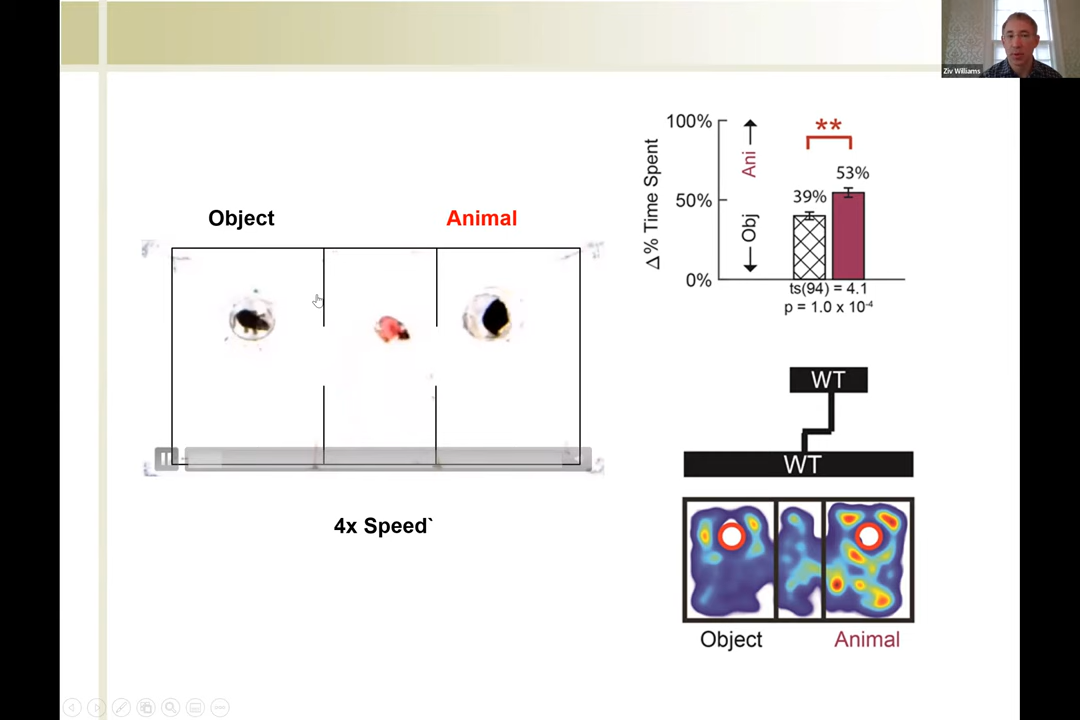 Ziv Williams
Object
Animal
4x Speed`
Δ% Time Spent
100%
50%
0%
Ani
Obj
**
39%
53%
ts(94) = 4.1
p = 1.0 x 10⁻⁴
WT
WT
Object
Animal